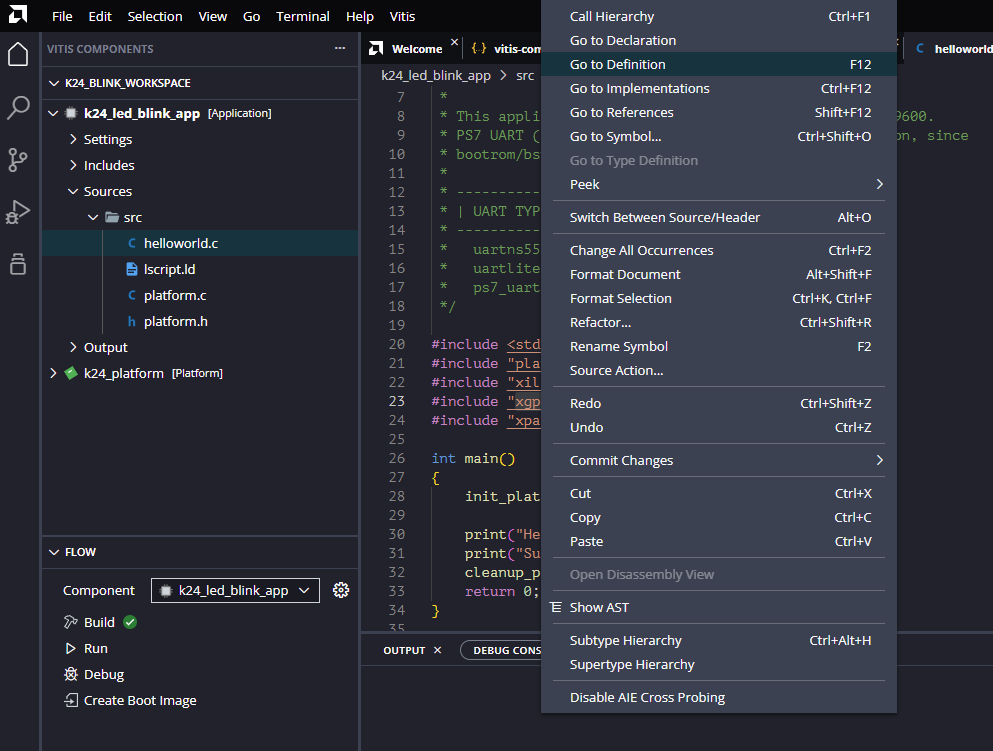 File Edit Selection View Go Terminal Help Vitis
VITIS COMPONENTS ...
K24_BLINK_WORKSPACE
k24_led_blink_app [Application]
Settings
Includes
Sources
src
C helloworld.c
lscript.ld
C platform.c
h platform.h
Output
k24_platform [Platform]
FLOW
Component k24_led_blink_app
Build
Run
Debug
Create Boot Image
Welcome × {} vitis-com
C helloworld
k24_led_blink_app > src
7 *
8 * This appli 9600.
9 * PS7 UART ( on, since
10 * bootrom/bs
11 *
12 * ----------
13 * | UART TYP
14 * ----------
15 * uartns55
16 * uartlite
17 * ps7_uart
18 */
19
20 #include <std
21 #include "pla
22 #include "xil
23 #include "xgp
24 #include "xpa
25
26 int main()
27 {
28 init_plat
29
30 print("He
31 print("Su
32 cleanup_p
33 return 0;
34 }
35
OUTPUT × DEBUG CONS
Call Hierarchy Ctrl+F1
Go to Declaration
Go to Definition F12
Go to Implementations Ctrl+F12
Go to References Shift+F12
Go to Symbol... Ctrl+Shift+O
Go to Type Definition
Peek >
Switch Between Source/Header Alt+O
Change All Occurrences Ctrl+F2
Format Document Alt+Shift+F
Format Selection Ctrl+K, Ctrl+F
Refactor... Ctrl+Shift+R
Rename Symbol F2
Source Action...
Redo Ctrl+Shift+Z
Undo Ctrl+Z
Commit Changes >
Cut Ctrl+X
Copy Ctrl+C
Paste Ctrl+V
Open Disassembly View
Show AST
Subtype Hierarchy Ctrl+Alt+H
Supertype Hierarchy
Disable AIE Cross Probing